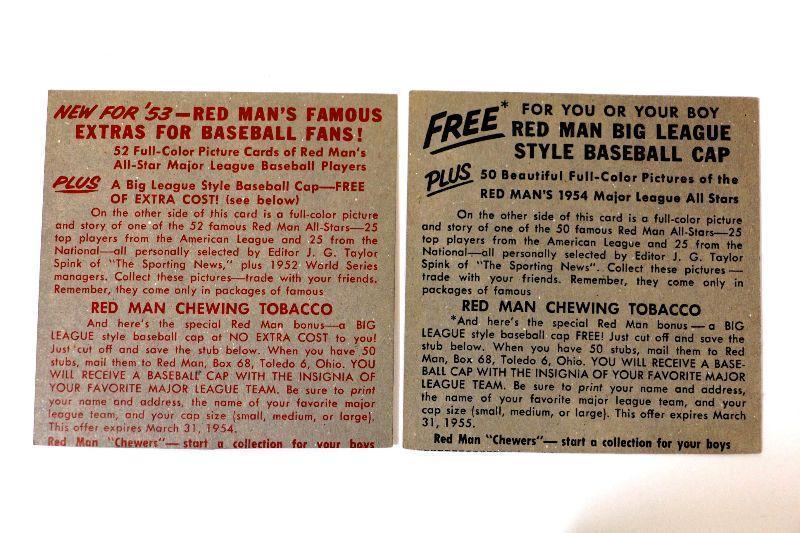 NEW FOR '53 — RED MAN'S FAMOUS
EXTRAS FOR BASEBALL FANS!
52 Full-Color Picture Cards of Red Man's
All-Star Major League Baseball Players
PLUS A Big League Style Baseball Cap—FREE
OF EXTRA COST! (see below)
On the other side of this card is a full-color picture
and story of one of the 52 famous Red Man All-Stars—25
top players from the American League and 25 from the
National—all personally selected by Editor J. G. Taylor
Spink of "The Sporting News," plus 1952 World Series
managers. Collect these pictures—trade with your friends.
Remember, they come only in packages of famous
RED MAN CHEWING TOBACCO
And here's the special Red Man bonus—a BIG
LEAGUE style baseball cap at NO EXTRA COST to you!
Just cut off and save the stub below. When you have 50
stubs, mail them to Red Man, Box 68, Toledo 6, Ohio. YOU
WILL RECEIVE A BASEBALL CAP WITH THE INSIGNIA OF
YOUR FAVORITE MAJOR LEAGUE TEAM. Be sure to print
your name and address, the name of your favorite major
league team, and your cap size (small, medium, or large).
This offer expires March 31, 1954.
Red Man "Chewers"— start a collection for your boys
FREE* FOR YOU OR YOUR BOY
RED MAN BIG LEAGUE
STYLE BASEBALL CAP
PLUS 50 Beautiful Full-Color Pictures of the
RED MAN'S 1954 Major League All Stars
On the other side of this card is a full-color picture
and story of one of the 50 famous Red Man All-Stars—25
top players from the American League and 25 from the
National—all personally selected by Editor J. G. Taylor
Spink of "The Sporting News". Collect these pictures —
trade with your friends. Remember, they come only in
packages of famous
RED MAN CHEWING TOBACCO
*And here's the special Red Man bonus — a BIG
LEAGUE style baseball cap FREE! Just cut off and save the
stub below. When you have 50 stubs, mail them to Red
Man, Box 68, Toledo 6, Ohio. YOU WILL RECEIVE A BASE-
BALL CAP WITH THE INSIGNIA OF YOUR FAVORITE MAJOR
LEAGUE TEAM. Be sure to print your name and address,
the name of your favorite major league team, and your
cap size (small, medium, or large). This offer expires March
31, 1955.
Red Man "Chewers"— start a collection for your boys